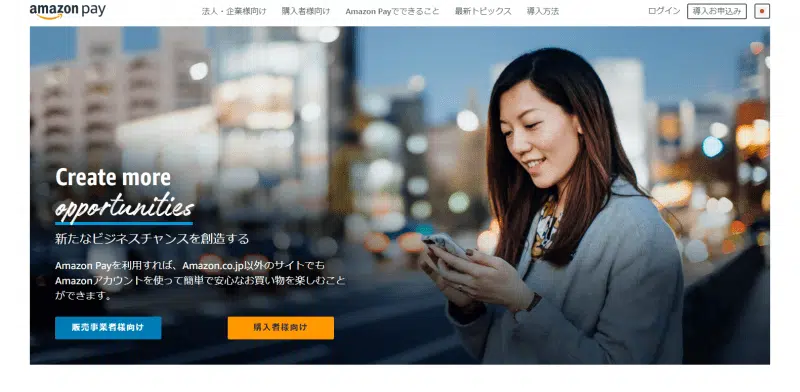 amazon pay
法人・企業様向け 購入者様向け Amazon Payでできること 最新トピックス 導入方法 ログイン 導入お申込み
Create more
opportunities
新たなビジネスチャンスを創造する
Amazon Payを利用すれば、Amazon.co.jp以外のサイトでも
Amazonアカウントを使って簡単で安心なお買い物を楽しむこと
ができます。
販売事業者様向け 購入者様向け